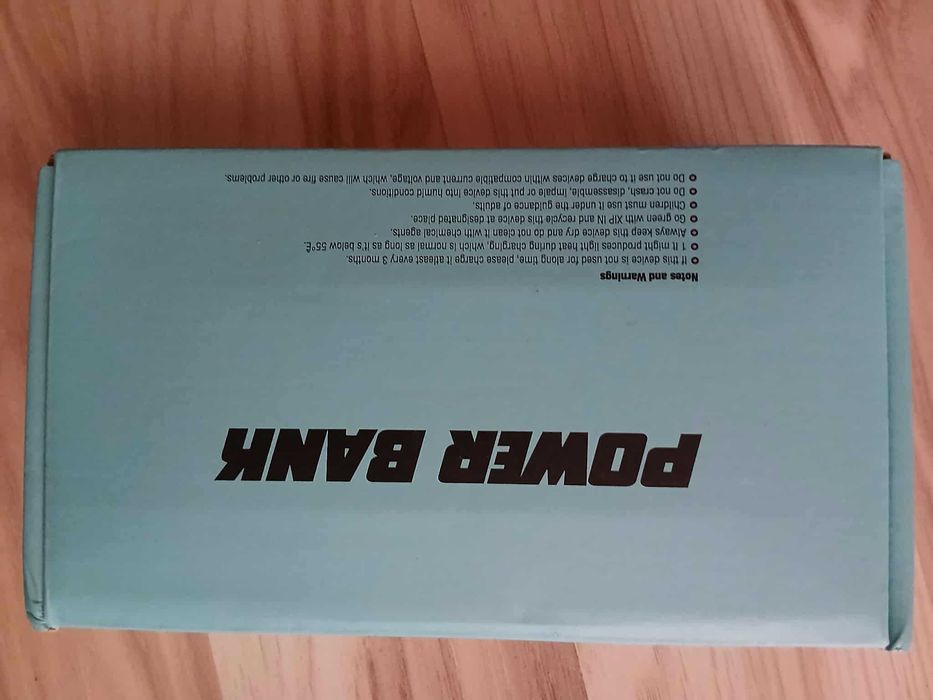 POWER BANK
Notes and Warnings
If this device is not used for along time, please charge it atleast every 3 months.
1 It might produces light heat during charging, which is normal as long as it's below 55°
Always keep this device dry and do not clean it with chemical agents.
Go green with XIP IN and recycle this device at designated place.
Children must use it under the guidance of adults.
Do not crash, disassemble, impale or put this device into humid conditions.
Do not use it to charge devices within compatible current and voltage, which will cause fire or other problems.